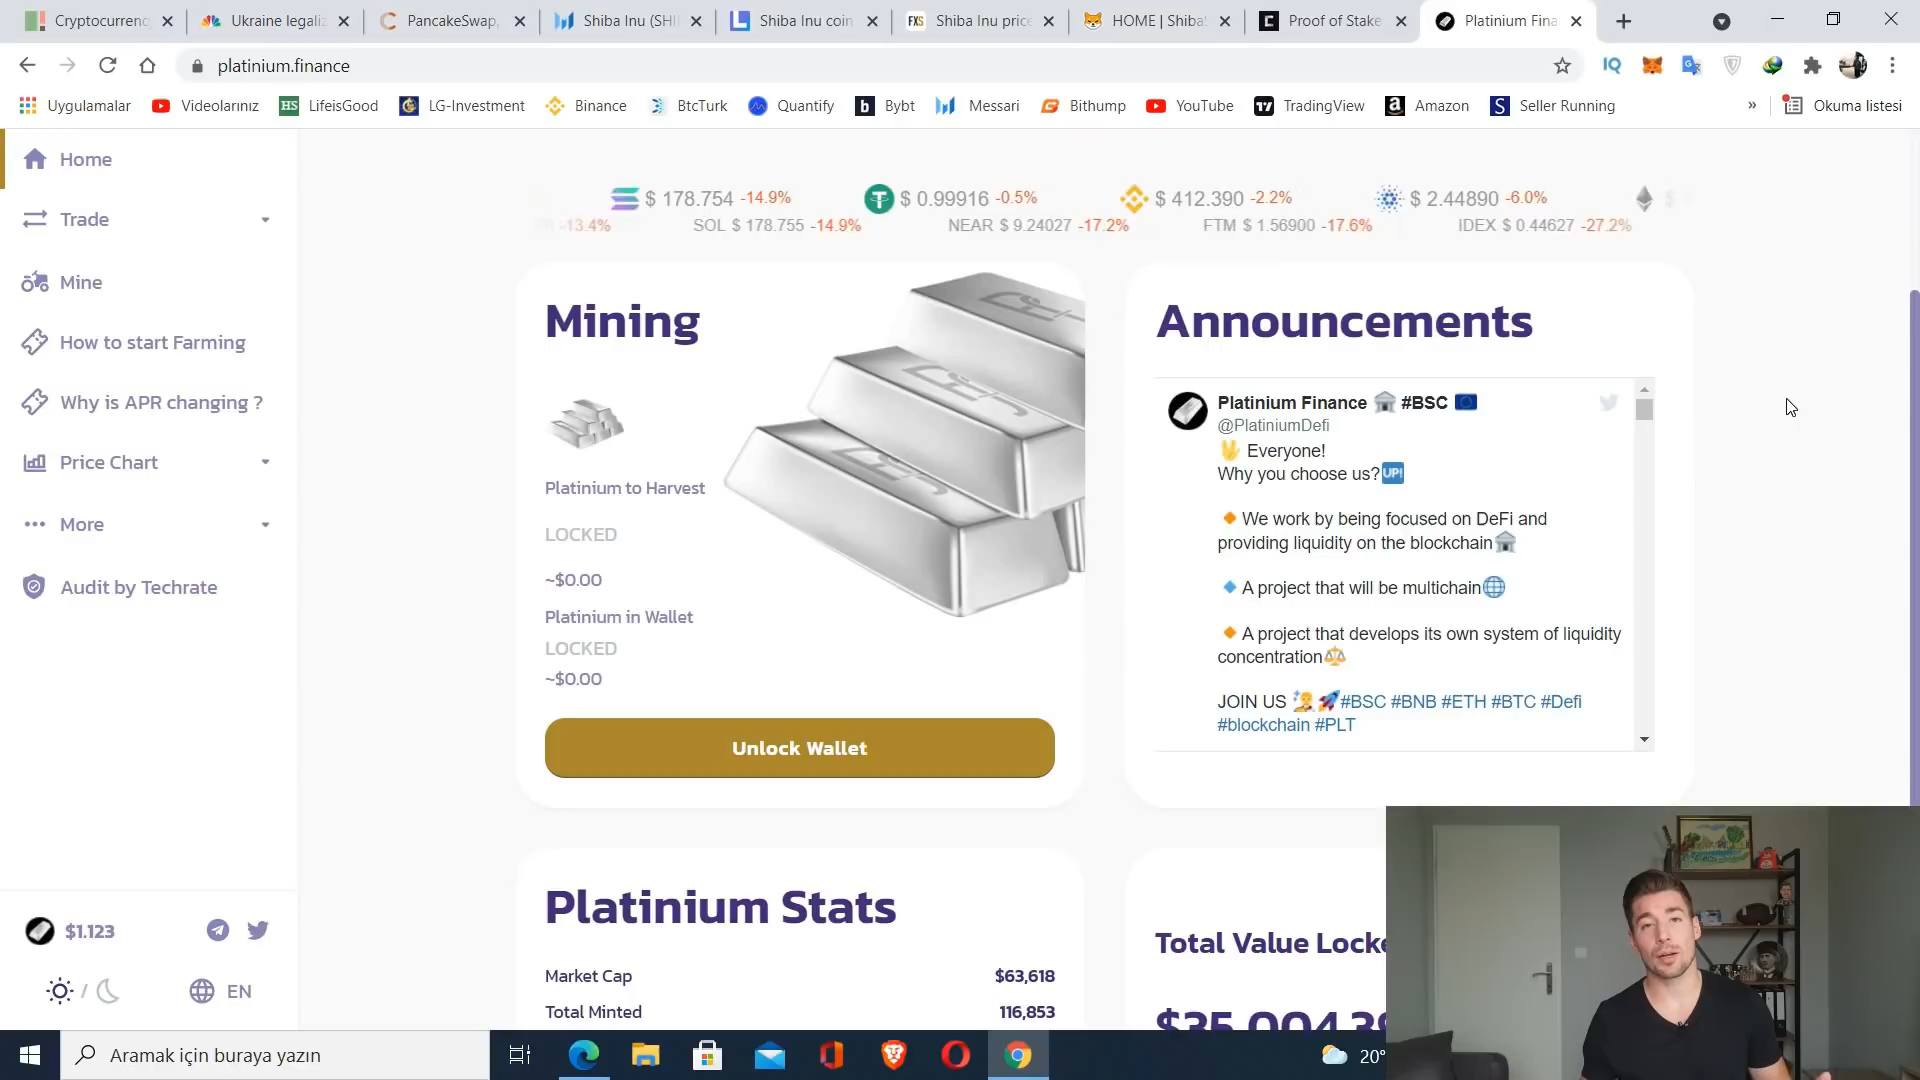 Cryptocurrenc
Ukraine legaliz
PancakeSwap,
Shiba Inu (SHI
Shiba Inu coin
FXS
Shiba Inu price
HOME | ShibaS
Proof of Stake
Platinium Fina
platinium.finance
Uygulamalar
Videolarınız
HS LifeisGood
LG-Investment
Binance
BtcTurk
Quantify
Bybt
Messari
Bithump
YouTube
TradingView
Amazon
Seller Running
Okuma listesi
Home
Trade
Mine
How to start Farming
Why is APR changing ?
Price Chart
More
Audit by Techrate
$1.123
/
EN
$ 178.754 -14.9%
$ 0.99916 -0.5%
$ 412.390 -2.2%
$ 2.44890 -6.0%
-13.4%
SOL $ 178.755 -14.9%
NEAR $ 9.24027 -17.2%
FTM $ 1.56900 -17.6%
IDEX $ 0.44627 -27.2%
Mining
Platinium to Harvest
LOCKED
~$0.00
Platinium in Wallet
LOCKED
~$0.00
Unlock Wallet
Announcements
Platinium Finance 🏦 #BSC 🇪🇺
@PlatiniumDefi
🖖 Everyone!
Why you choose us?🆙
🔸We work by being focused on DeFi and
providing liquidity on the blockchain🏦
🔹A project that will be multichain🌐
🔸A project that develops its own system of liquidity
concentration⚖️
JOIN US 🤵🚀#BSC #BNB #ETH #BTC #Defi
#blockchain #PLT
Platinium Stats
Market Cap $63,618
Total Minted 116,853
Total Value Locke
$35,004,39
Aramak için buraya yazın
20°